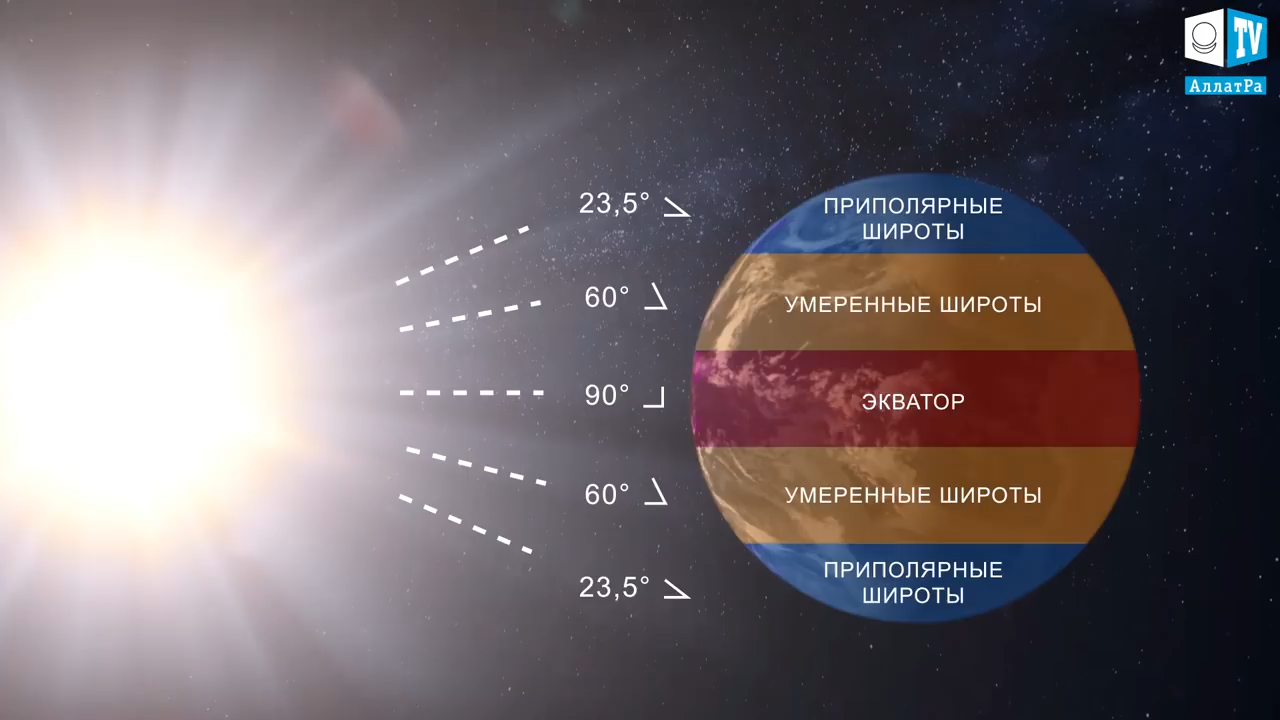 TV
АллатРа
23,5°
ПРИПОЛЯРНЫЕ
ШИРОТЫ
60°
УМЕРЕННЫЕ ШИРОТЫ
90°
ЭКВАТОР
60°
УМЕРЕННЫЕ ШИРОТЫ
23,5°
ПРИПОЛЯРНЫЕ
ШИРОТЫ